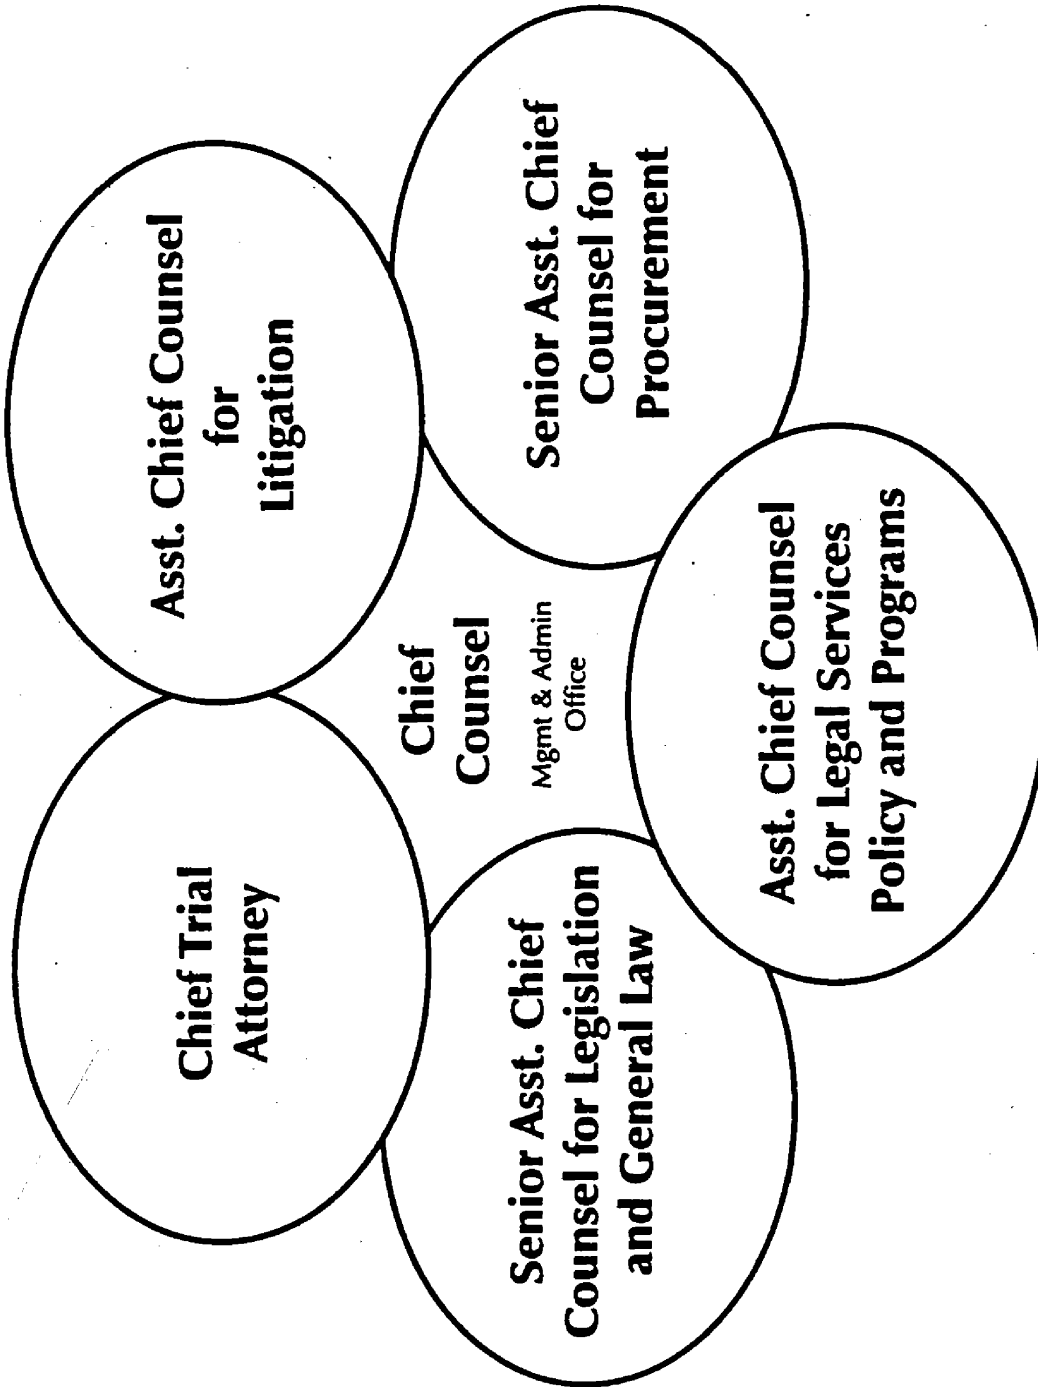 Chief Trial
Attorney
Asst. Chief Counsel
for
Litigation
Chief
Counsel
Mgmt & Admin
Office
Senior Asst. Chief
Counsel for Legislation
and General Law
Senior Asst. Chief
Counsel for
Procurement
Asst. Chief Counsel
for Legal Services
Policy and Programs